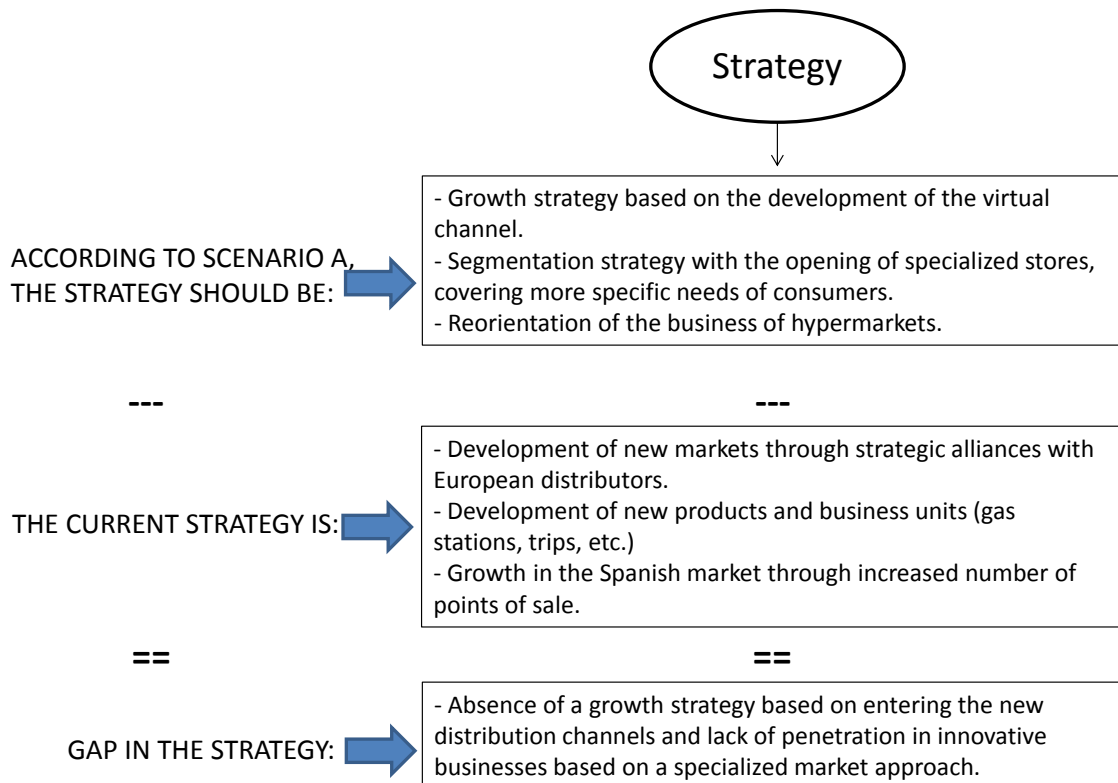 Strategy
ACCORDING TO SCENARIO A,
THE STRATEGY SHOULD BE:
- Growth strategy based on the development of the virtual
channel.
- Segmentation strategy with the opening of specialized stores,
covering more specific needs of consumers.
- Reorientation of the business of hypermarkets.
---
---
THE CURRENT STRATEGY IS:
- Development of new markets through strategic alliances with
European distributors.
- Development of new products and business units (gas
stations, trips, etc.)
- Growth in the Spanish market through increased number of
points of sale.
==
==
GAP IN THE STRATEGY:
- Absence of a growth strategy based on entering the new
distribution channels and lack of penetration in innovative
businesses based on a specialized market approach.